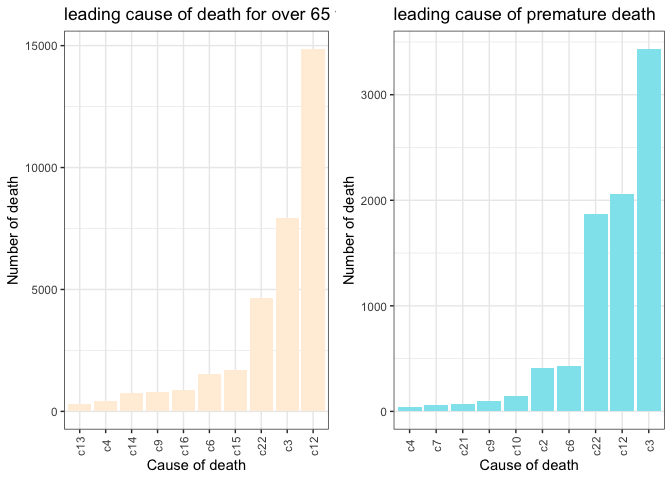 leading cause of death for over 65
leading cause of premature death
Number of death
15000
10000
5000
0
c13 c4 c14 c9 c16 c6 c15 c22 c3 c12
Cause of death
Number of death
3000
2000
1000
0
c4 c7 c21 c9 c10 c2 c6 c22 c12 c3
Cause of death